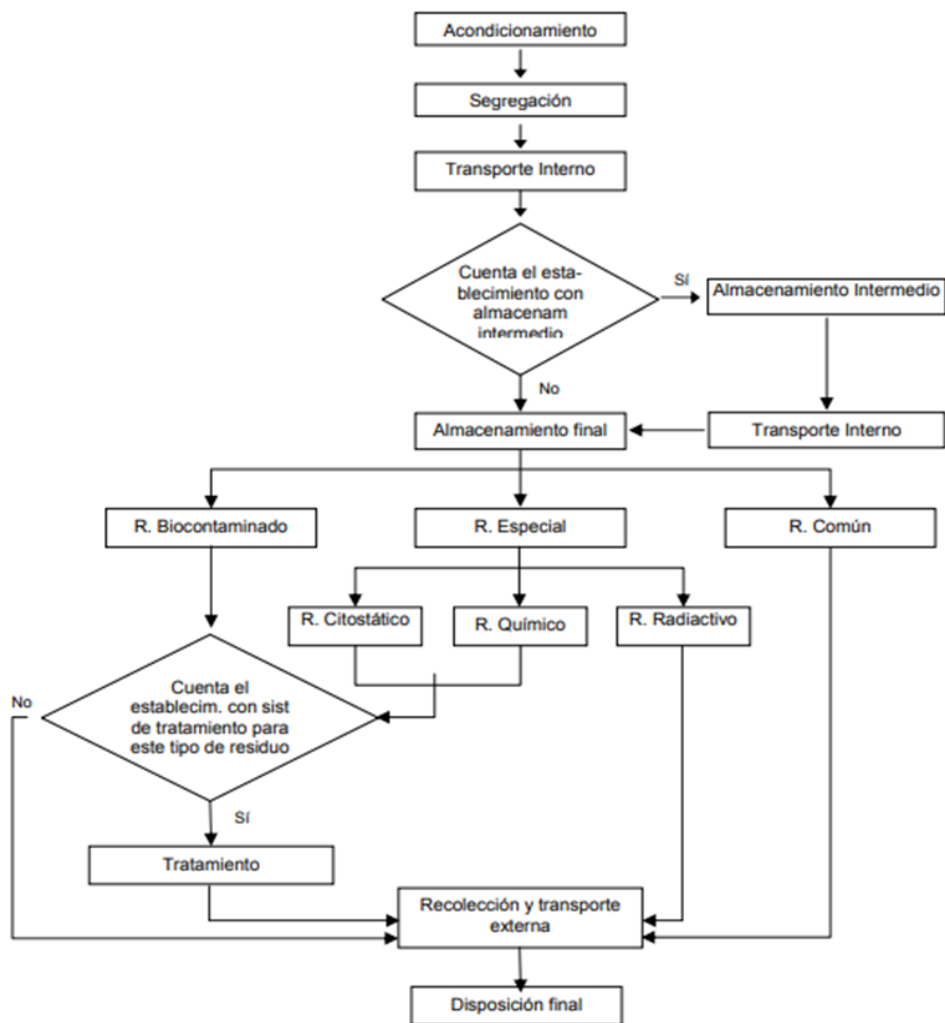 Acondicionamiento
Segregación
Transporte Interno
Cuenta el esta-
blecimiento con
almacenam
intermedio
Sí
Almacenamiento Intermedio
No
Almacenamiento final
Transporte Interno
R. Biocontaminado
R. Especial
R. Común
R. Citostático
R. Químico
R. Radiactivo
No
Cuenta el
establecim. con sist
de tratamiento para
este tipo de residuo
Sí
Tratamiento
Recolección y transporte
externa
Disposición final